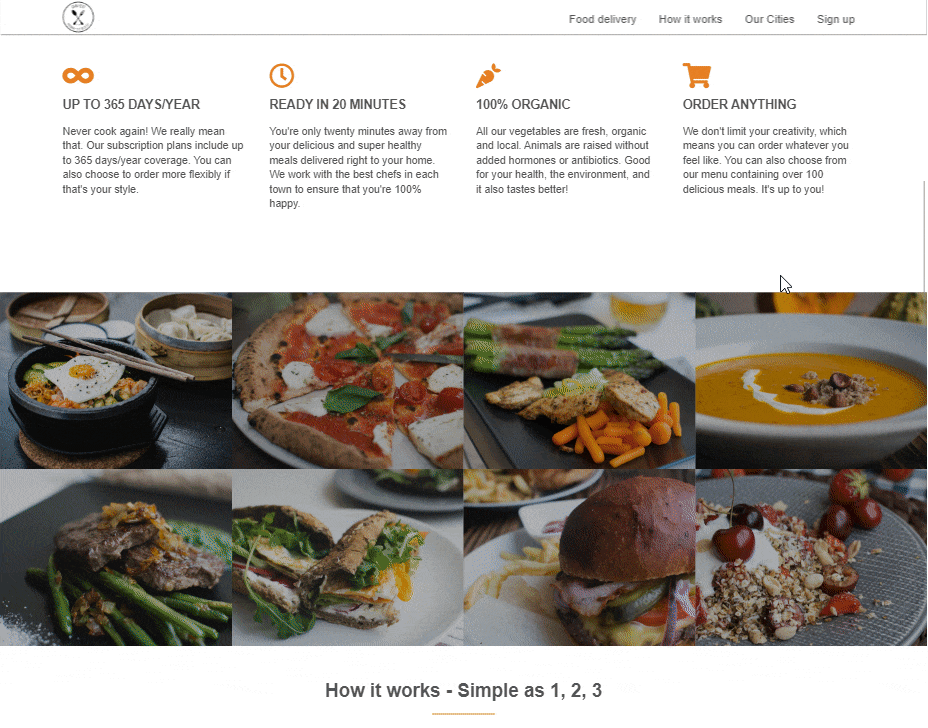 Food delivery How it works Our Cities Sign up
UP TO 365 DAYS/YEAR
Never cook again! We really mean
that. Our subscription plans include up
to 365 days/year coverage. You can
also choose to order more flexibly if
that's your style.
READY IN 20 MINUTES
You're only twenty minutes away from
your delicious and super healthy
meals delivered right to your home.
We work with the best chefs in each
town to ensure that you're 100%
happy.
100% ORGANIC
All our vegetables are fresh, organic
and local. Animals are raised without
added hormones or antibiotics. Good
for your health, the environment, and
it also tastes better!
ORDER ANYTHING
We don't limit your creativity, which
means you can order whatever you
feel like. You can also choose from
our menu containing over 100
delicious meals. It's up to you!
How it works - Simple as 1, 2, 3